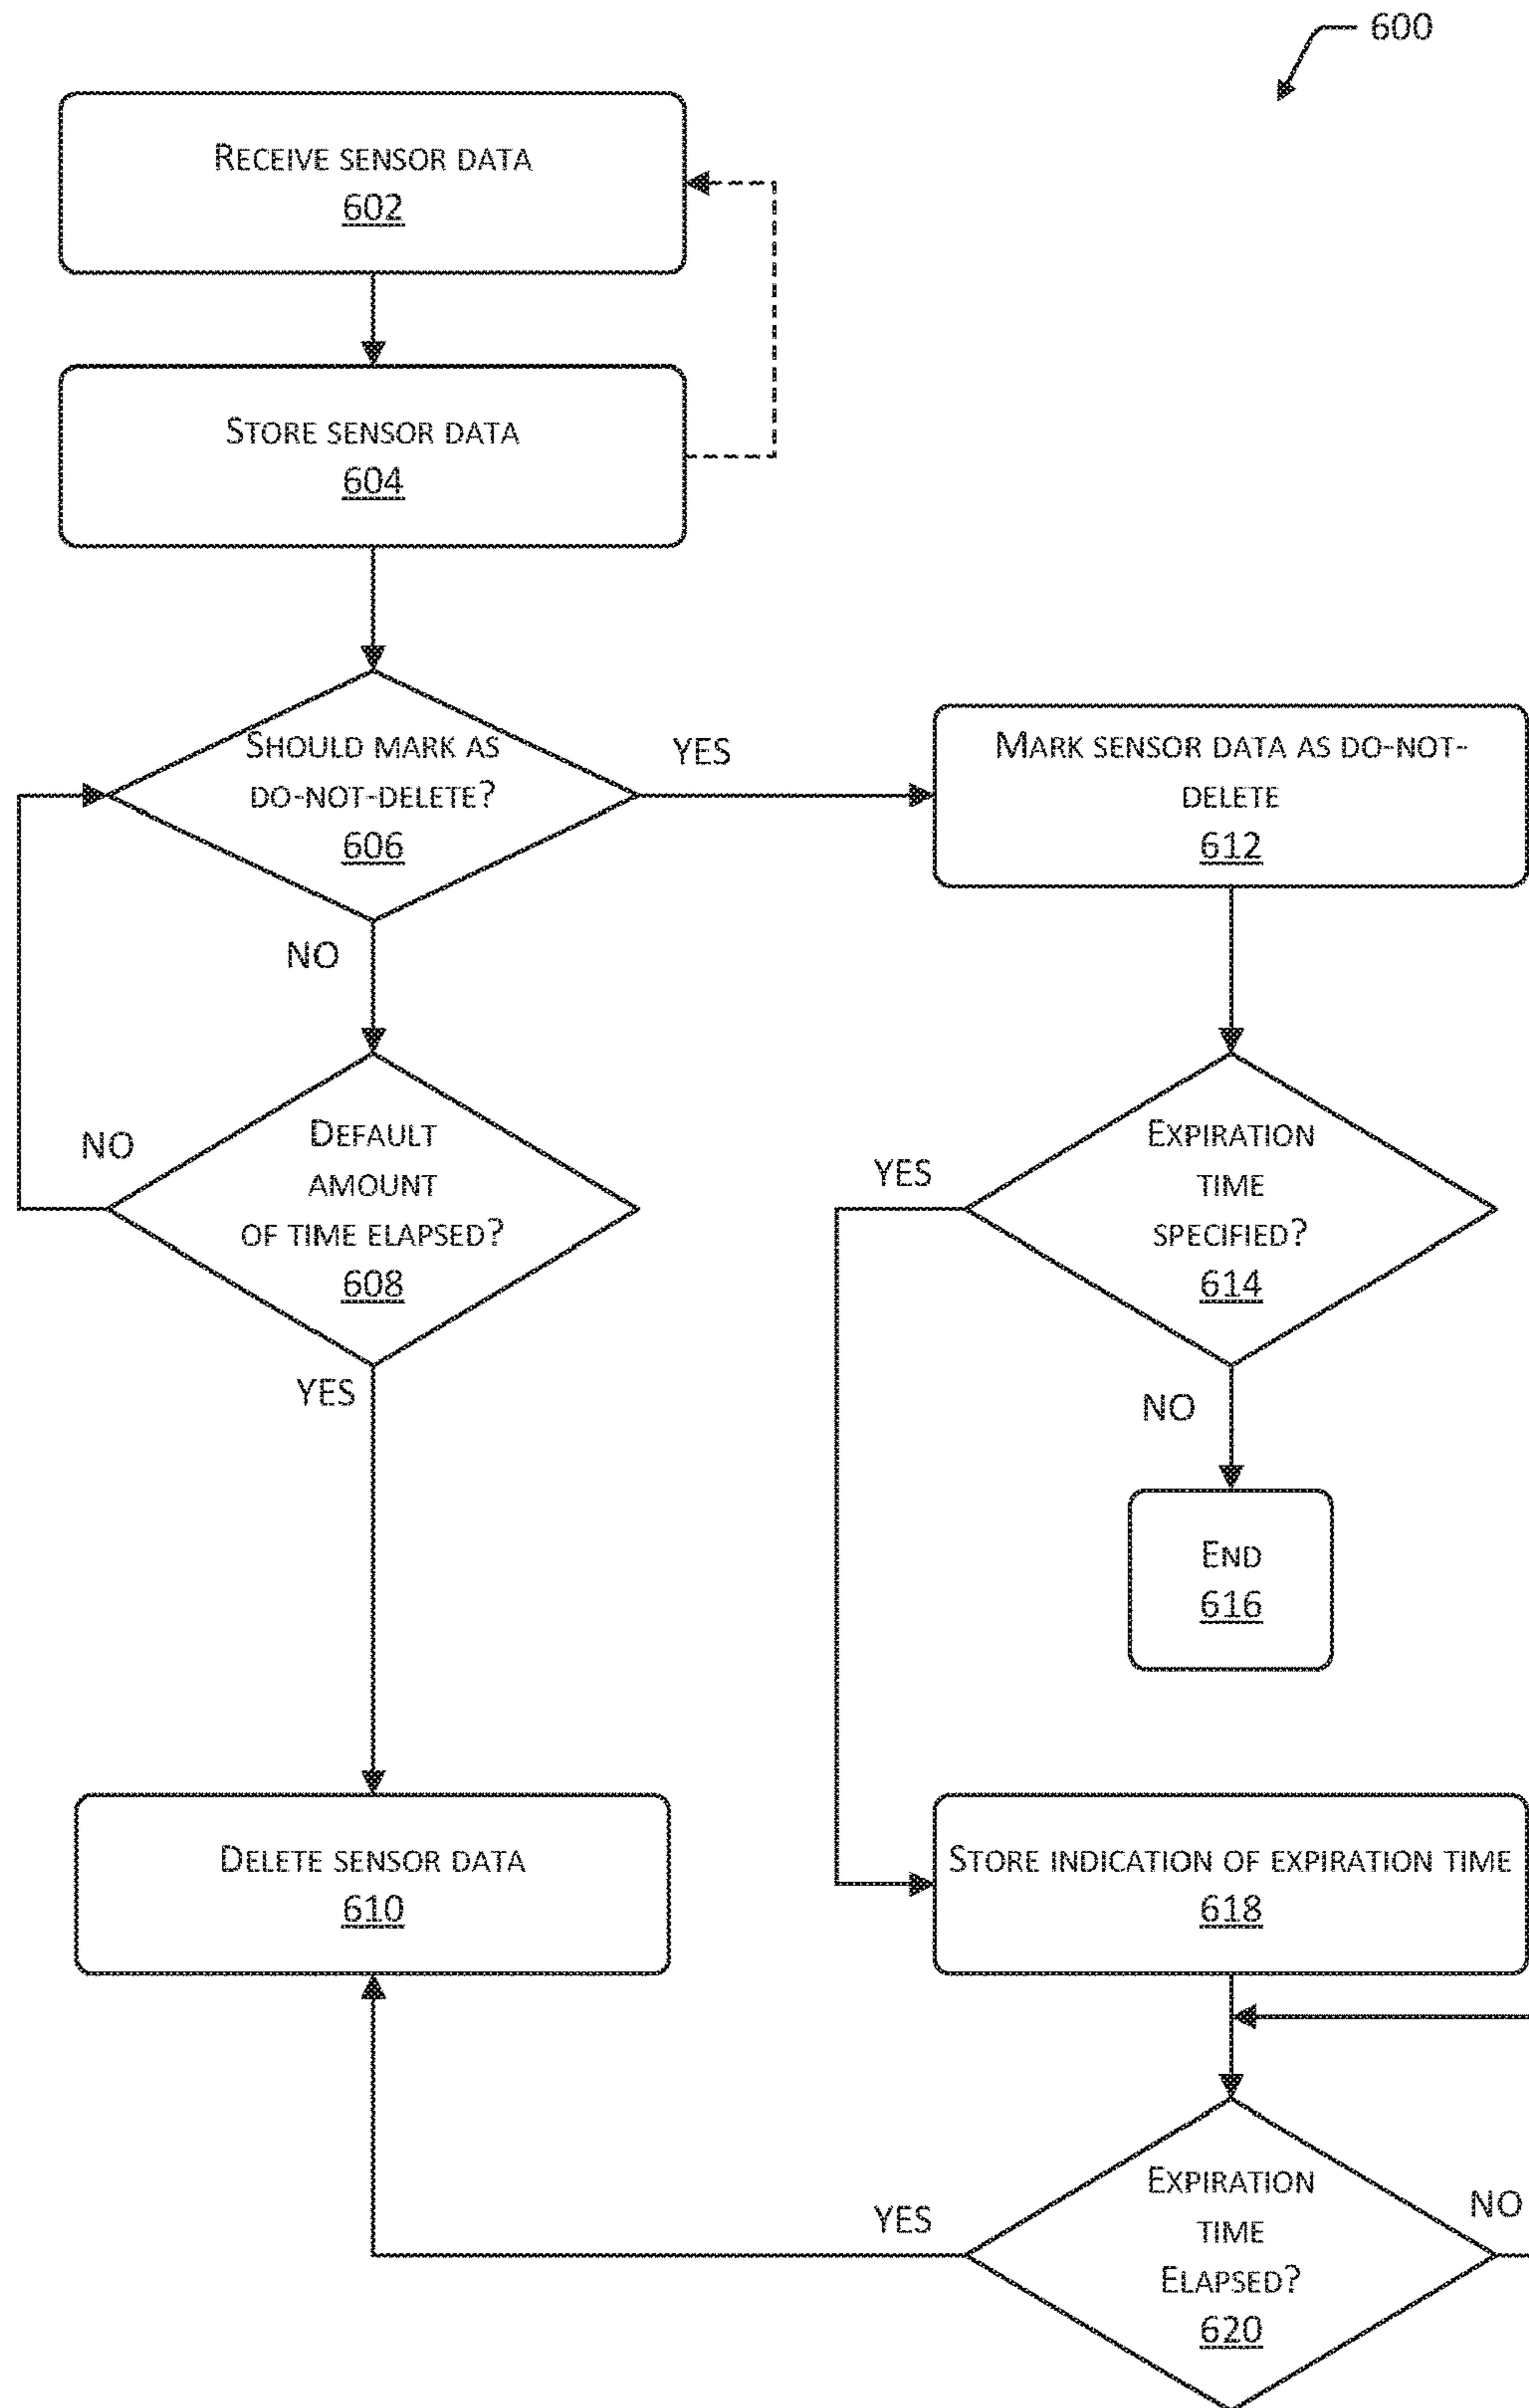 600
RECEIVE SENSOR DATA
602
STORE SENSOR DATA
604
SHOULD MARK AS
DO-NOT-DELETE?
606
YES
MARK SENSOR DATA AS DO-NOT-
DELETE
612
NO
DEFAULT
AMOUNT
OF TIME ELAPSED?
608
NO
YES
EXPIRATION
TIME
SPECIFIED?
614
YES
NO
END
616
DELETE SENSOR DATA
610
STORE INDICATION OF EXPIRATION TIME
618
EXPIRATION
TIME
ELAPSED?
620
YES
NO